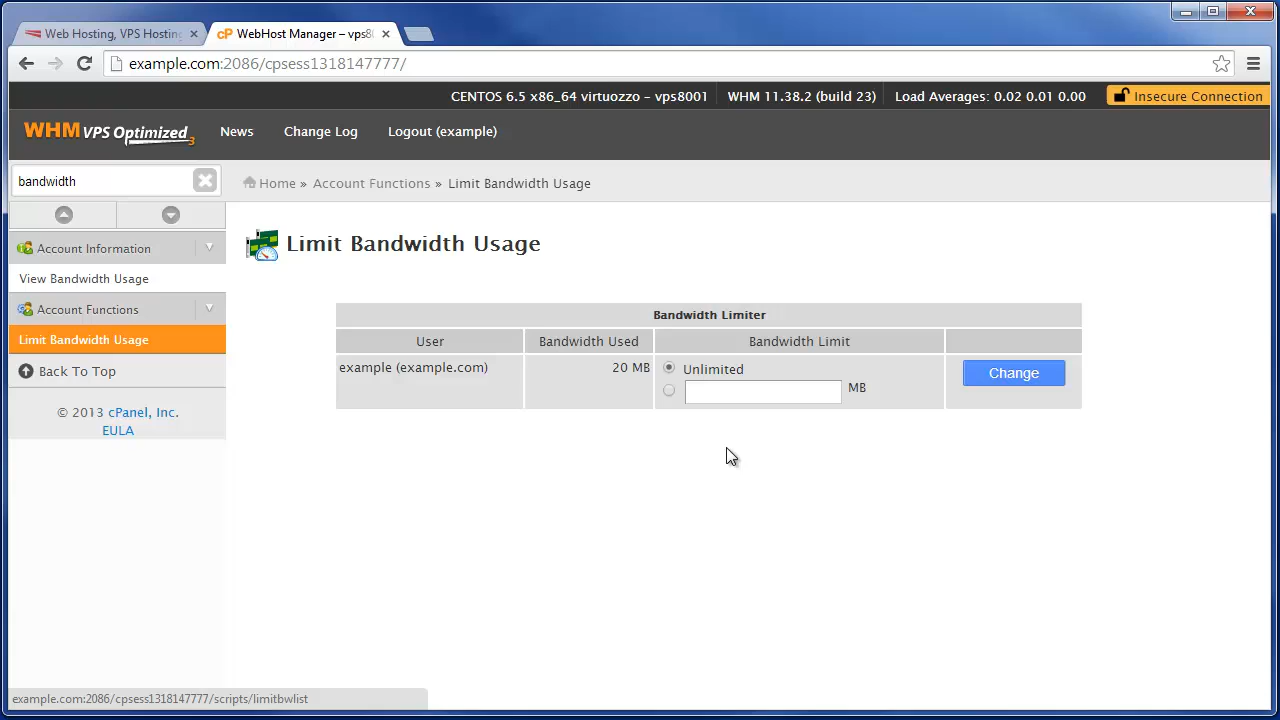 Web Hosting, VPS Hosting
WebHost Manager – vps8
example.com:2086/cpsess1318147777/
CENTOS 6.5 x86_64 virtuozzo – vps8001
WHM 11.38.2 (build 23)
Load Averages: 0.02 0.01 0.00
Insecure Connection
WHM VPS Optimized 3
News
Change Log
Logout (example)
bandwidth
Home » Account Functions » Limit Bandwidth Usage
Account Information
View Bandwidth Usage
Account Functions
Limit Bandwidth Usage
Back To Top
© 2013 cPanel, Inc.
EULA
Limit Bandwidth Usage
Bandwidth Limiter
User
Bandwidth Used
Bandwidth Limit
example (example.com)
20 MB
Unlimited
MB
Change
example.com:2086/cpsess1318147777/scripts/limitbwlist